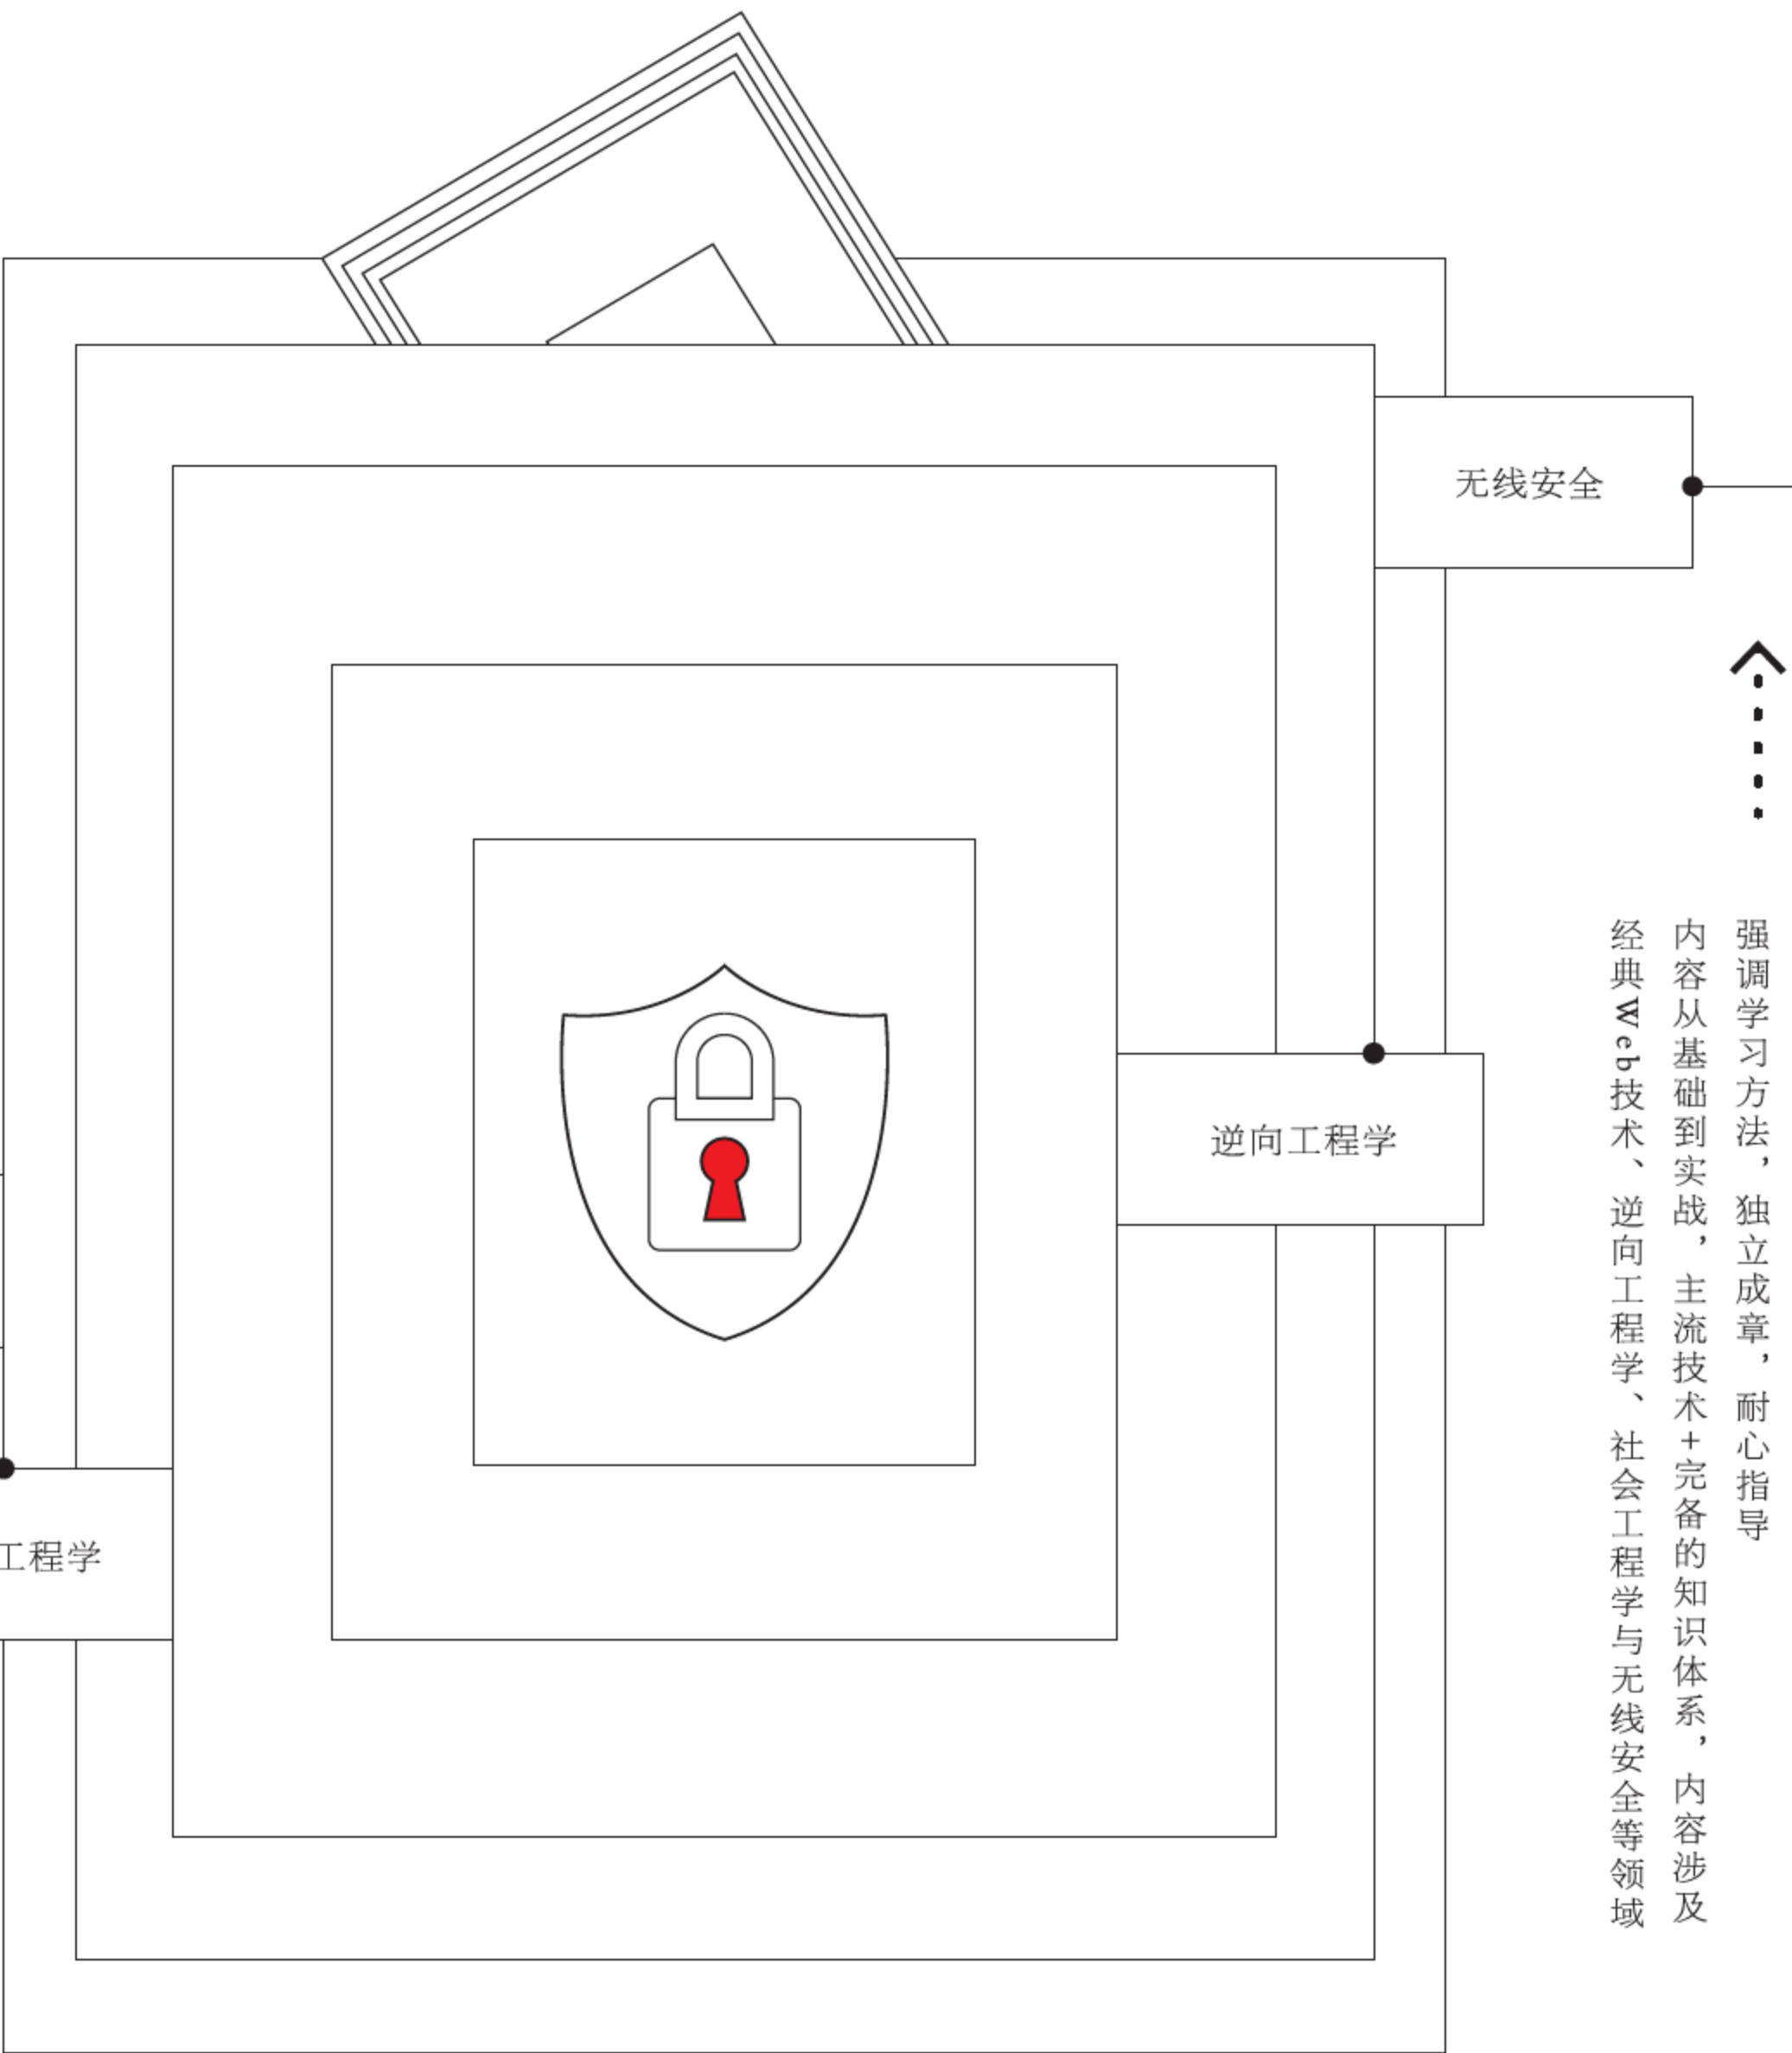 无线安全
强调学习方法，独立成章，耐心指导
内容从基础到实战，主流技术+完备的知识体系，内容涉及
经典Web技术、逆向工程学、社会工程学与无线安全等领域
逆向工程学
工程学